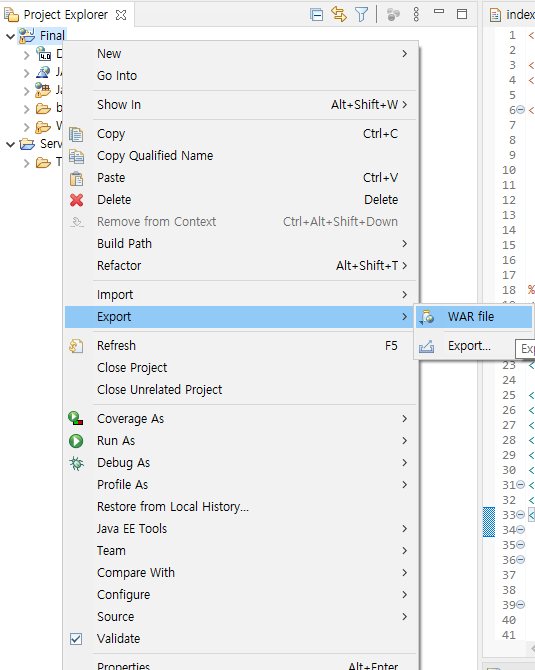 Project Explorer
index
Final
D
JA
Ja
b
W
Serv
T
New
Go Into
Show In Alt+Shift+W
Copy Ctrl+C
Copy Qualified Name
Paste Ctrl+V
Delete Delete
Remove from Context Ctrl+Alt+Shift+Down
Build Path
Refactor Alt+Shift+T
Import
Export
WAR file
Export...
Exp
Refresh F5
Close Project
Close Unrelated Project
Coverage As
Run As
Debug As
Profile As
Restore from Local History...
Java EE Tools
Team
Compare With
Configure
Source
Validate
Properties Alt+Enter
1 <
3 <
4 <
5
6 <
7
8
9
10
11
12
13
14
15
16
17
18 %
23 <
24
25 <
26 <
27 <
28 <
29 <
30 <
31 <
32 <
33 <
34
35
36
37
38
39
40
41